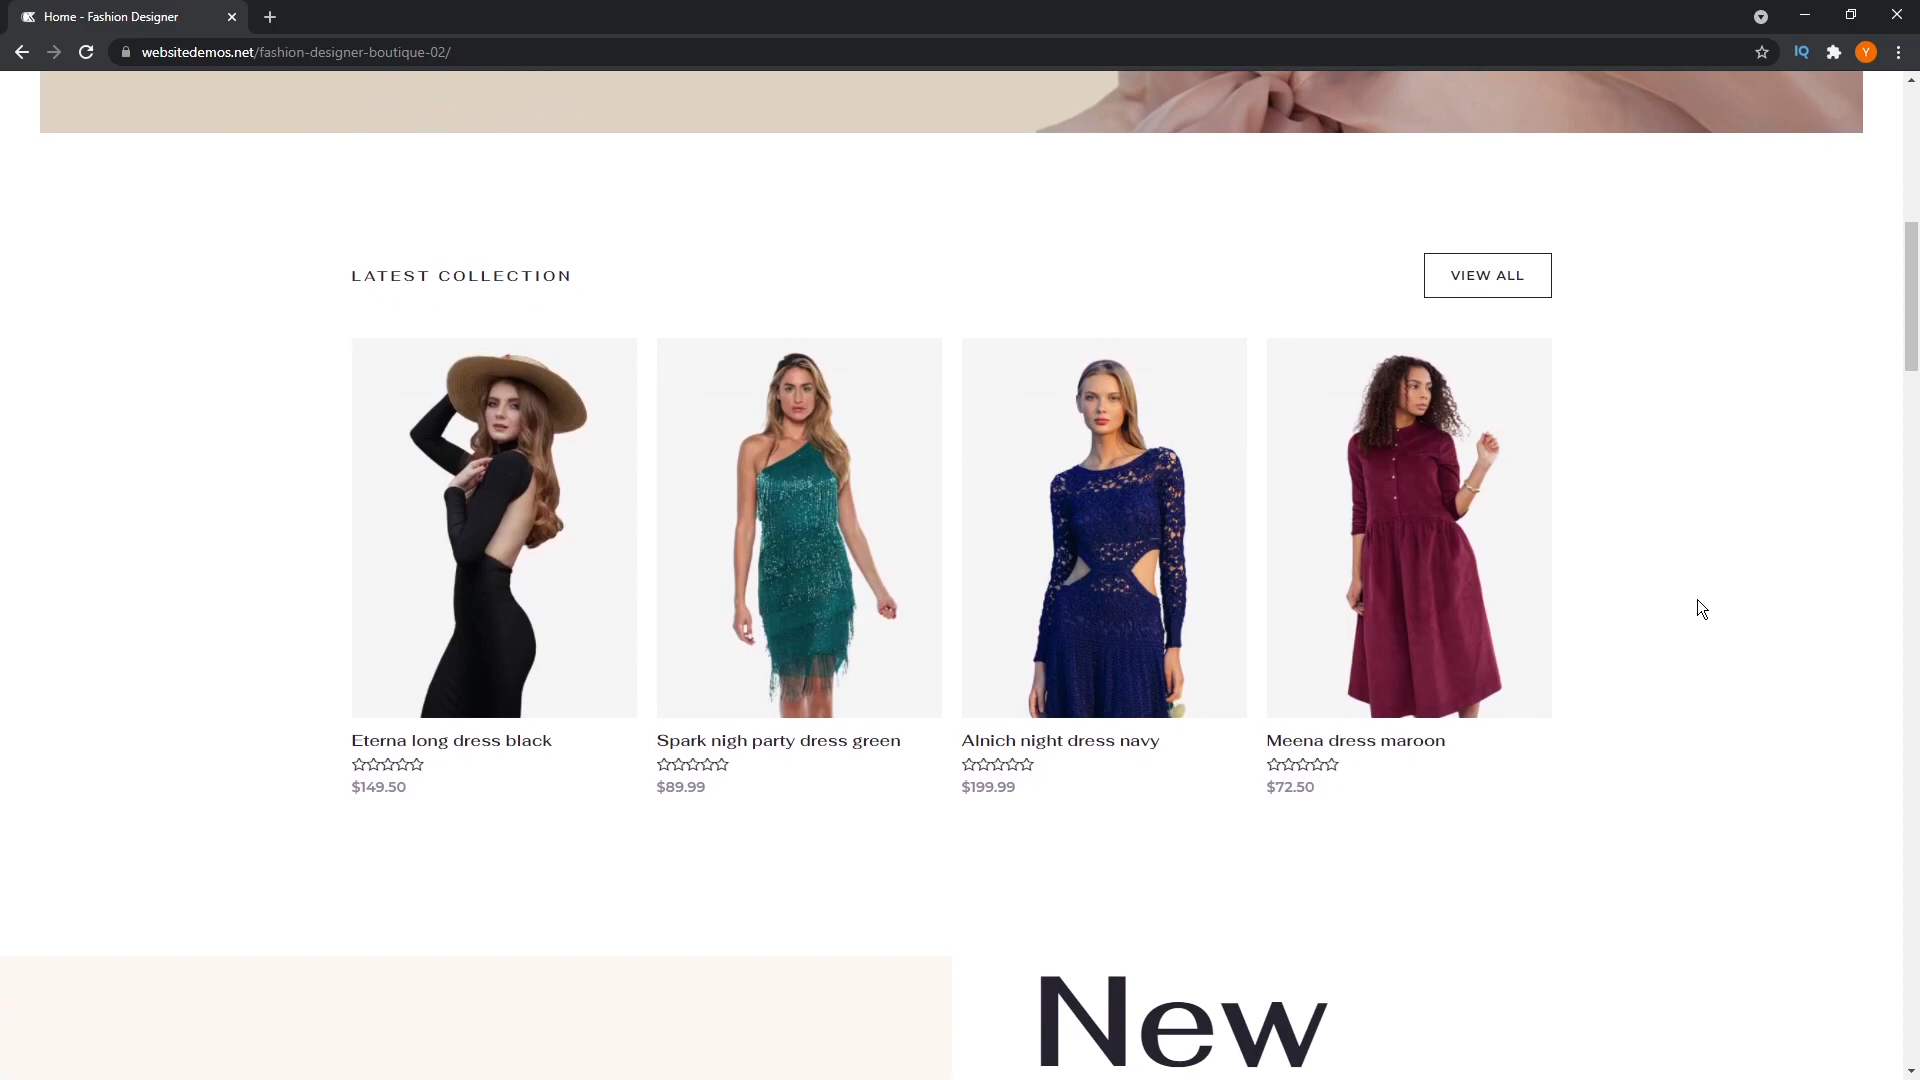 Home - Fashion Designer
websitedemos.net/fashion-designer-boutique-02/
IQ
Y
LATEST COLLECTION
VIEW ALL
Eterna long dress black
$149.50
Spark nigh party dress green
$89.99
Alnich night dress navy
$199.99
Meena dress maroon
$72.50
New